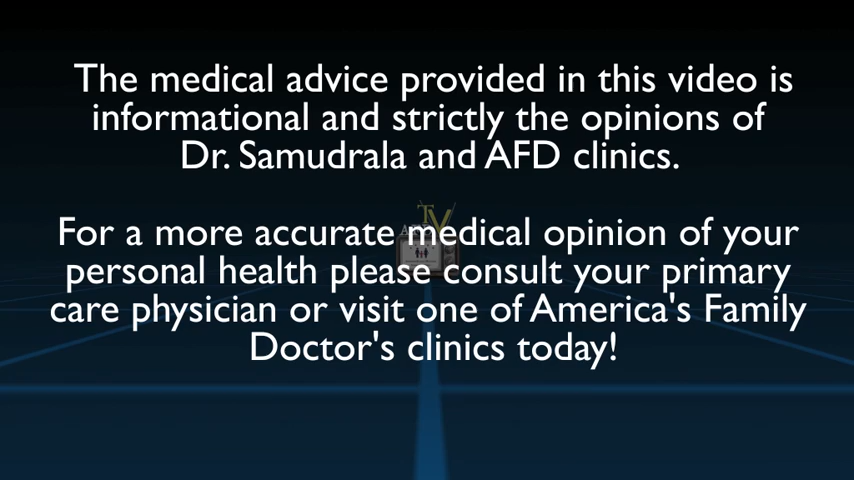 The medical advice provided in this video is
informational and strictly the opinions of
Dr. Samudrala and AFD clinics.
For a more accurate medical opinion of your
personal health please consult your primary
care physician or visit one of America's Family
Doctor's clinics today!
TV